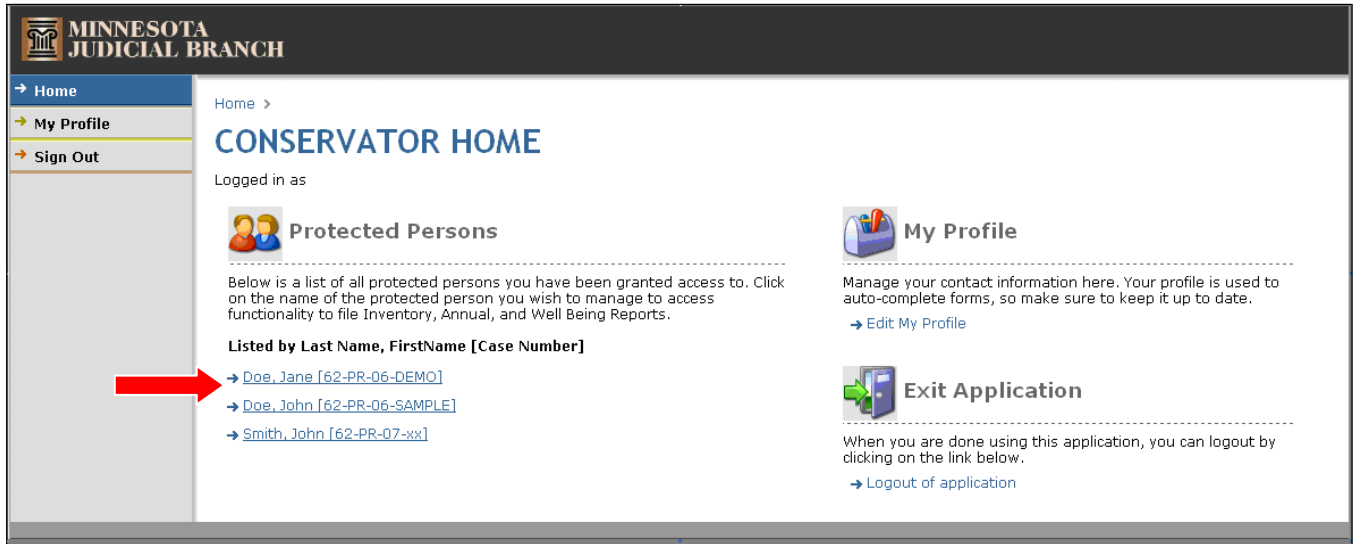 MINNESOTA
JUDICIAL BRANCH
Home
My Profile
Sign Out
Home >
CONSERVATOR HOME
Logged in as
Protected Persons
Below is a list of all protected persons you have been granted access to. Click
on the name of the protected person you wish to manage to access
functionality to file Inventory, Annual, and Well Being Reports.
Listed by Last Name, FirstName [Case Number]
Doe, Jane [62-PR-06-DEMO]
Doe, John [62-PR-06-SAMPLE]
Smith, John [62-PR-07-xx]
My Profile
Manage your contact information here. Your profile is used to
auto-complete forms, so make sure to keep it up to date.
Edit My Profile
Exit Application
When you are done using this application, you can logout by
clicking on the link below.
Logout of application